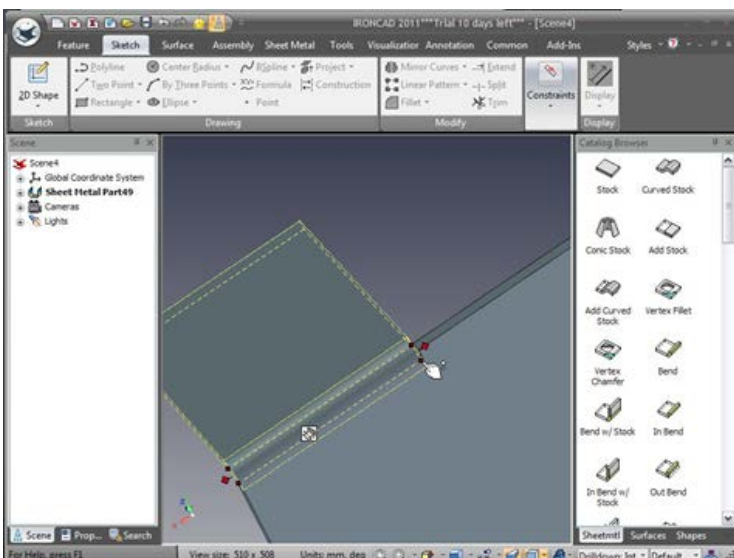 IRONCAD 2011***Trial 10 days left*** - [Scene4]
Feature Sketch Surface Assembly Sheet Metal Tools Visualization Annotation Common Add-Ins Styles
2D Shape
Polyline Center Radius BSpline Project
Two Point By Three Points Formula Construction
Rectangle Ellipse Point
Mirror Curves Extend
Linear Pattern Split
Fillet Trim
Constraints
Display
Sketch Drawing Modify Display
Scene
Scene4
Global Coordinate System
Sheet Metal Part49
Cameras
Lights
Catalog Browser
Stock Curved Stock
Conic Stock Add Stock
Add Curved Stock Vertex Fillet
Vertex Chamfer Bend
Bend w/ Stock In Bend
In Bend w/ Stock Out Bend
Scene Prop... Search
Sheetmtl Surfaces Shapes
For Help, press F1 View size: 510 x 308 Units: mm, deg Drilldown: Int Default